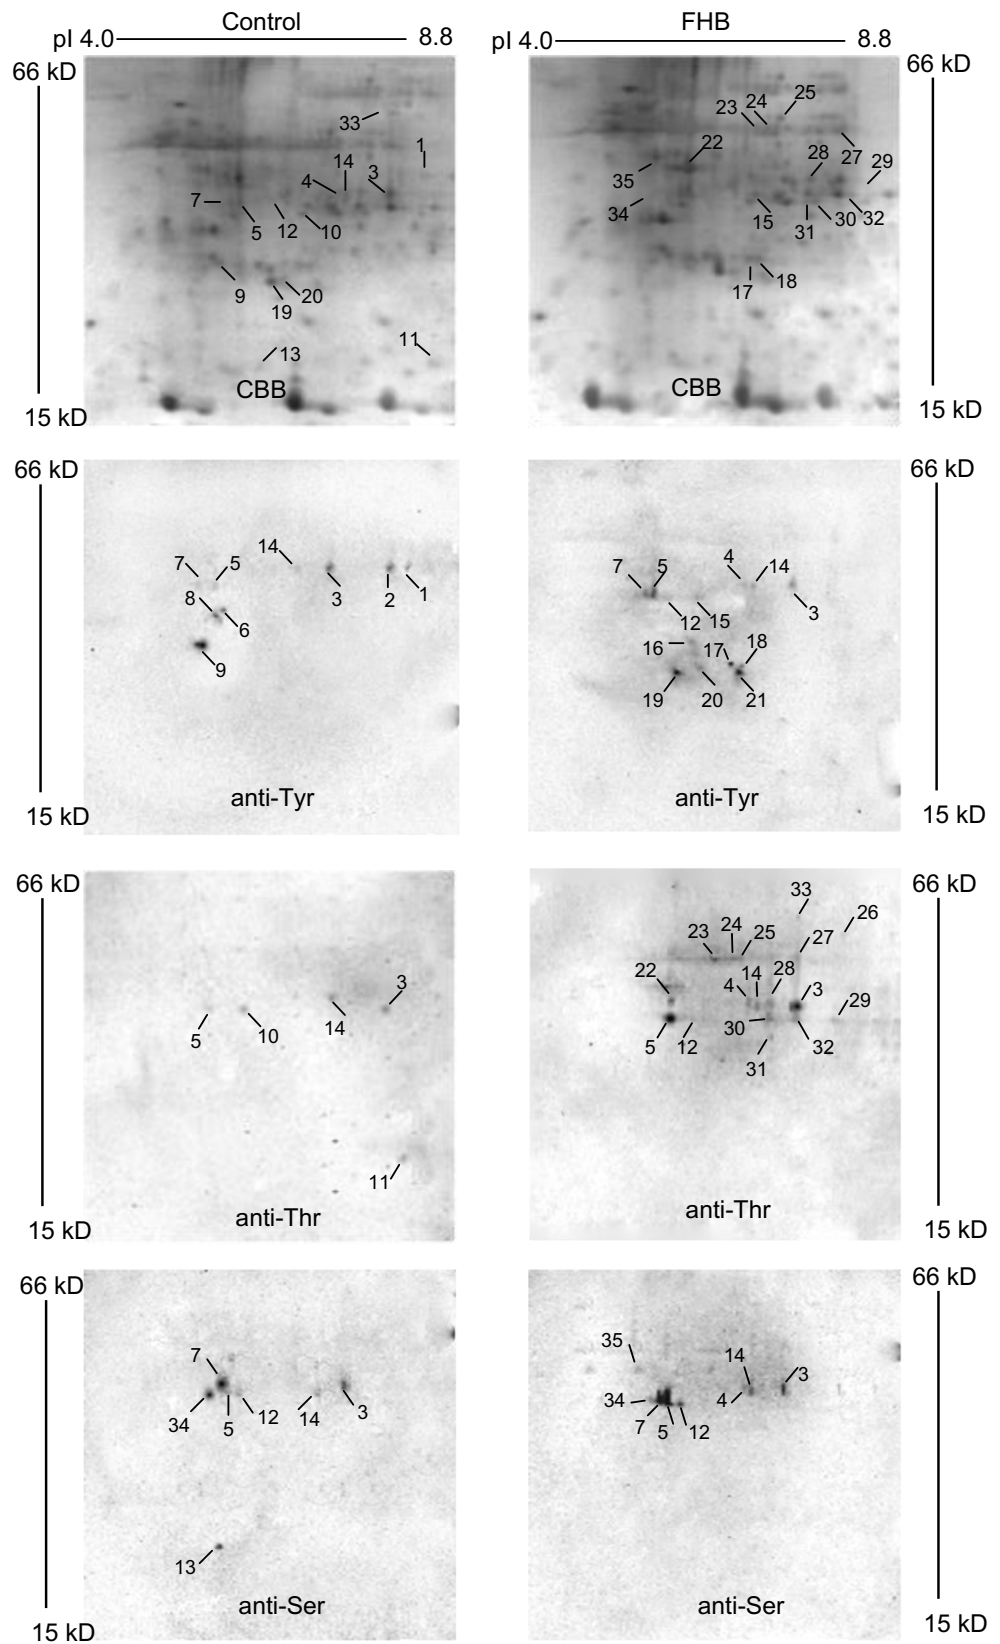 Control FHB
pI 4.0 8.8 pI 4.0 8.8
66 kD 66 kD
33 1 14 4 3 7 5 12 10 9 20 19 11 13
CBB
25 24 23 22 28 27 29 35 34 15 31 30 32 17 18
CBB
15 kD 15 kD
66 kD 66 kD
14 7 5 8 6 3 2 1 9
anti-Tyr
7 5 4 14 3 12 15 16 17 18 19 20 21
anti-Tyr
15 kD 15 kD
66 kD 66 kD
3 14 5 10 11
anti-Thr
33 26 24 23 25 27 22 4 14 28 3 29 30 5 12 32 31
anti-Thr
15 kD 15 kD
66 kD 66 kD
7 34 5 12 14 3 13
anti-Ser
35 14 3 34 4 7 5 12
anti-Ser
15 kD 15 kD